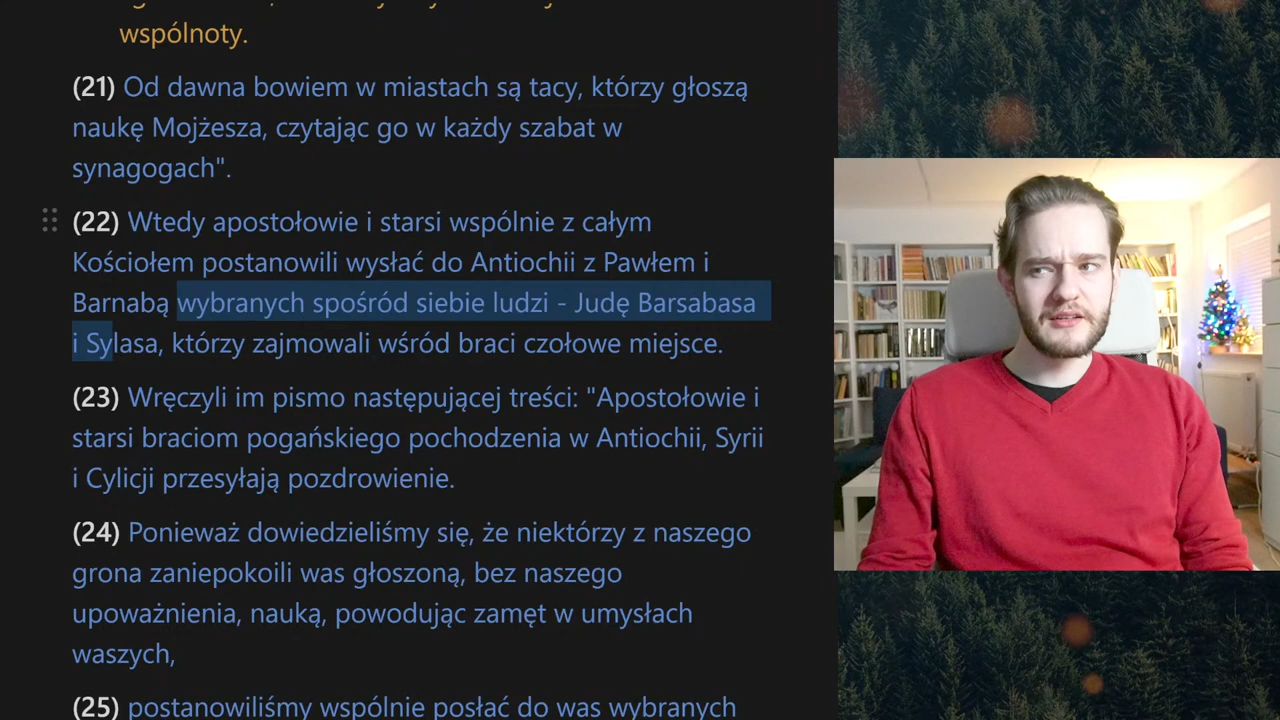 wspólnoty.
(21) Od dawna bowiem w miastach są tacy, którzy głoszą
naukę Mojżesza, czytając go w każdy szabat w
synagogach".
(22) Wtedy apostołowie i starsi wspólnie z całym
Kościołem postanowili wysłać do Antiochii z Pawłem i
Barnabą wybranych spośród siebie ludzi - Judę Barsabasa
i Sylasa, którzy zajmowali wśród braci czołowe miejsce.
(23) Wręczyli im pismo następującej treści: "Apostołowie i
starsi braciom pogańskiego pochodzenia w Antiochii, Syrii
i Cylicji przesyłają pozdrowienie.
(24) Ponieważ dowiedzieliśmy się, że niektórzy z naszego
grona zaniepokoili was głoszoną, bez naszego
upoważnienia, nauką, powodując zamęt w umysłach
waszych,
(25) postanowiliśmy wspólnie posłać do was wybranych